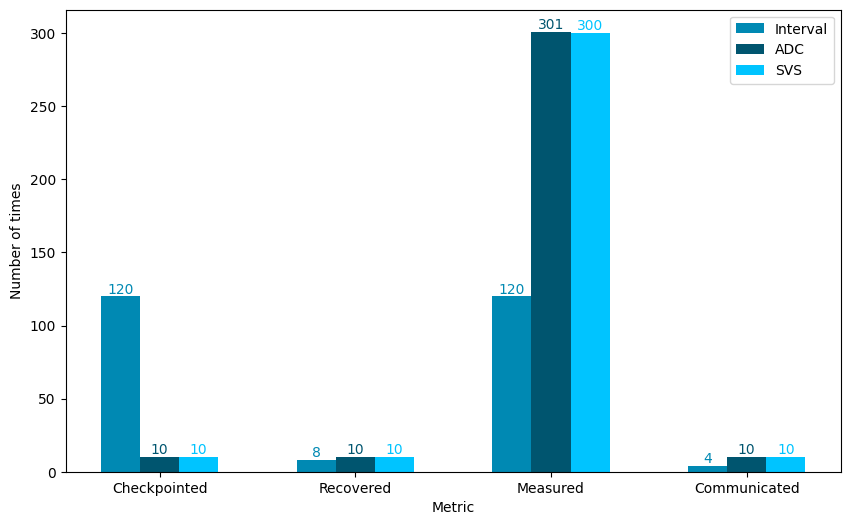 Interval
ADC
SVS
Number of times
300
250
200
150
100
50
0
120
10
10
8
10
10
120
301
300
4
10
10
Checkpointed
Recovered
Measured
Communicated
Metric